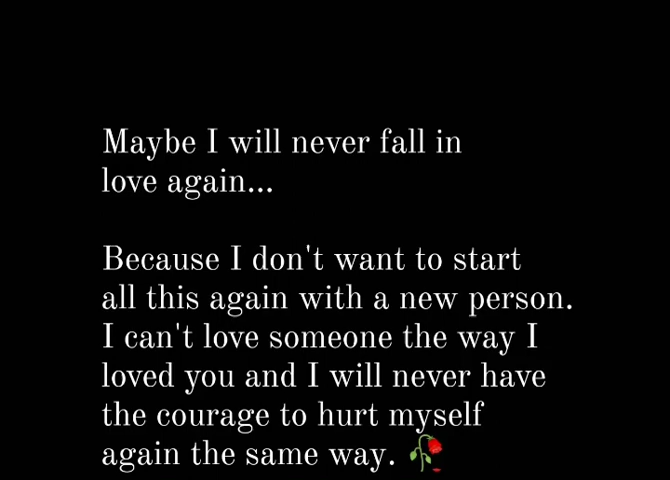 Maybe I will never fall in
love again...
Because I don't want to start
all this again with a new person.
I can't love someone the way I
loved you and I will never have
the courage to hurt myself
again the same way. 🥀